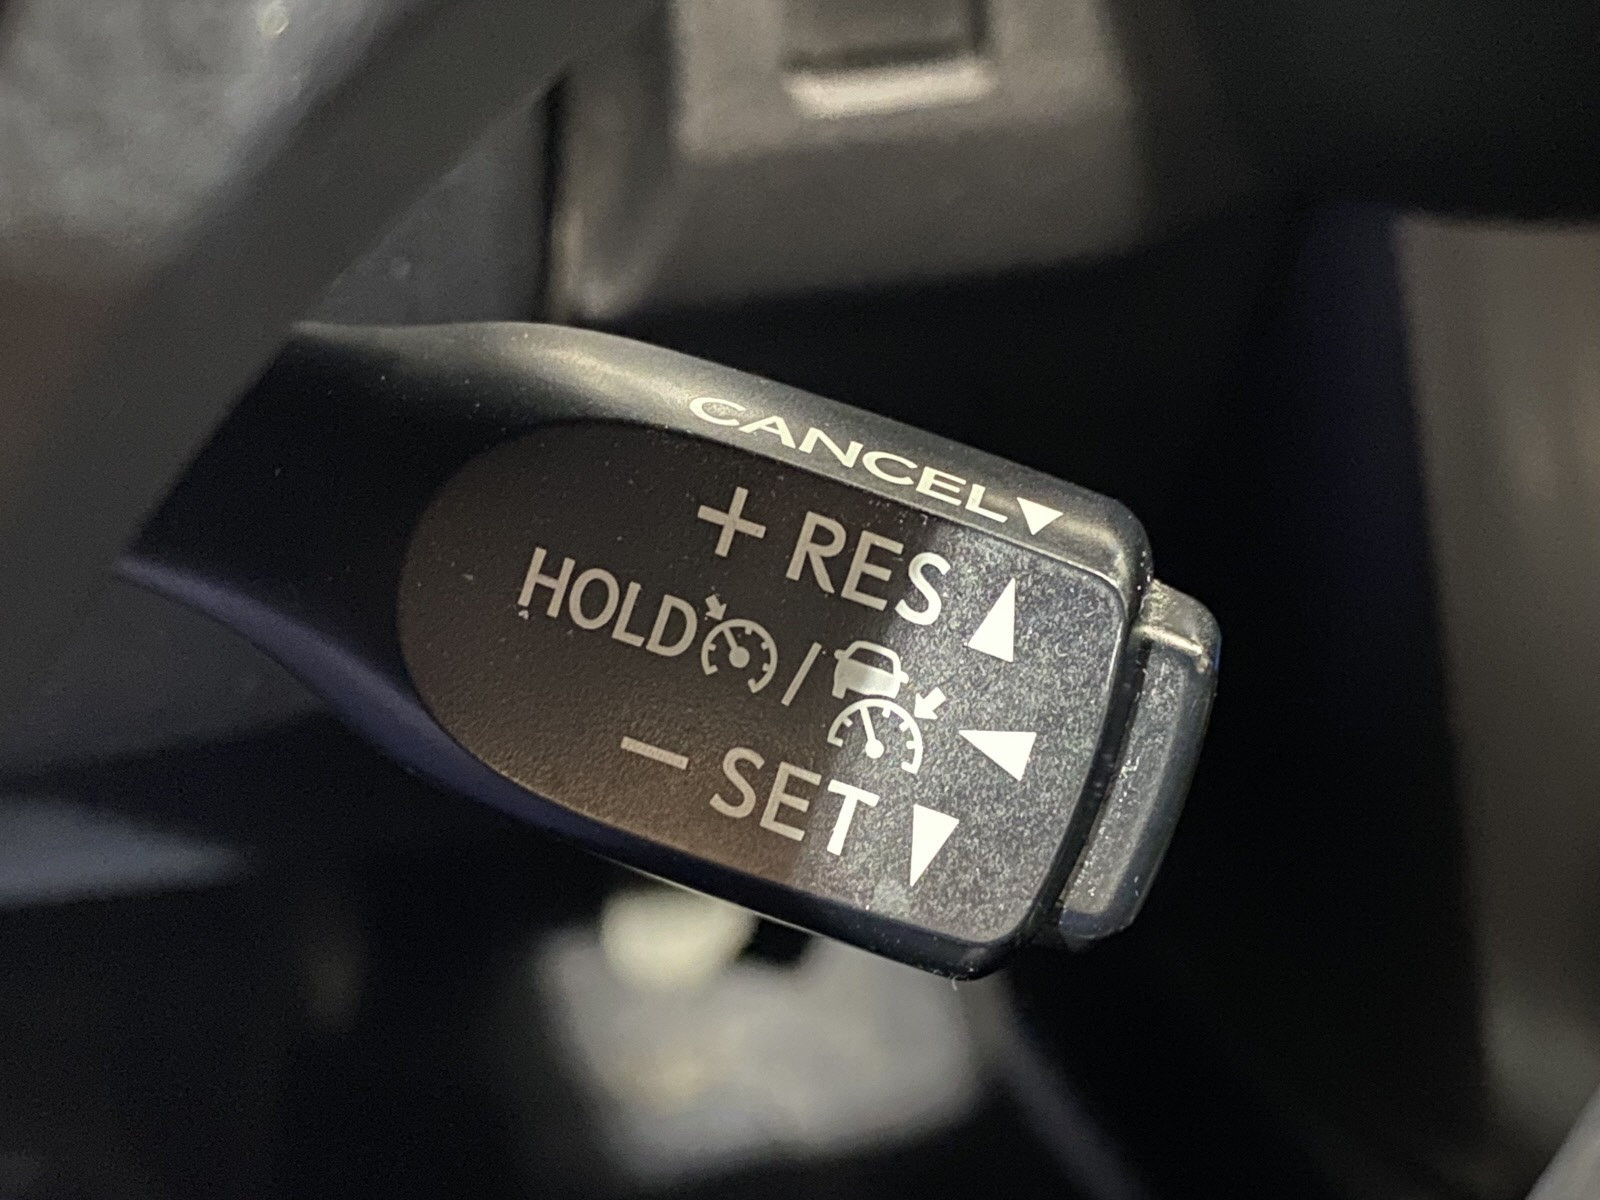 CANCEL▼
+ RES▲
HOLD /
− SET▼